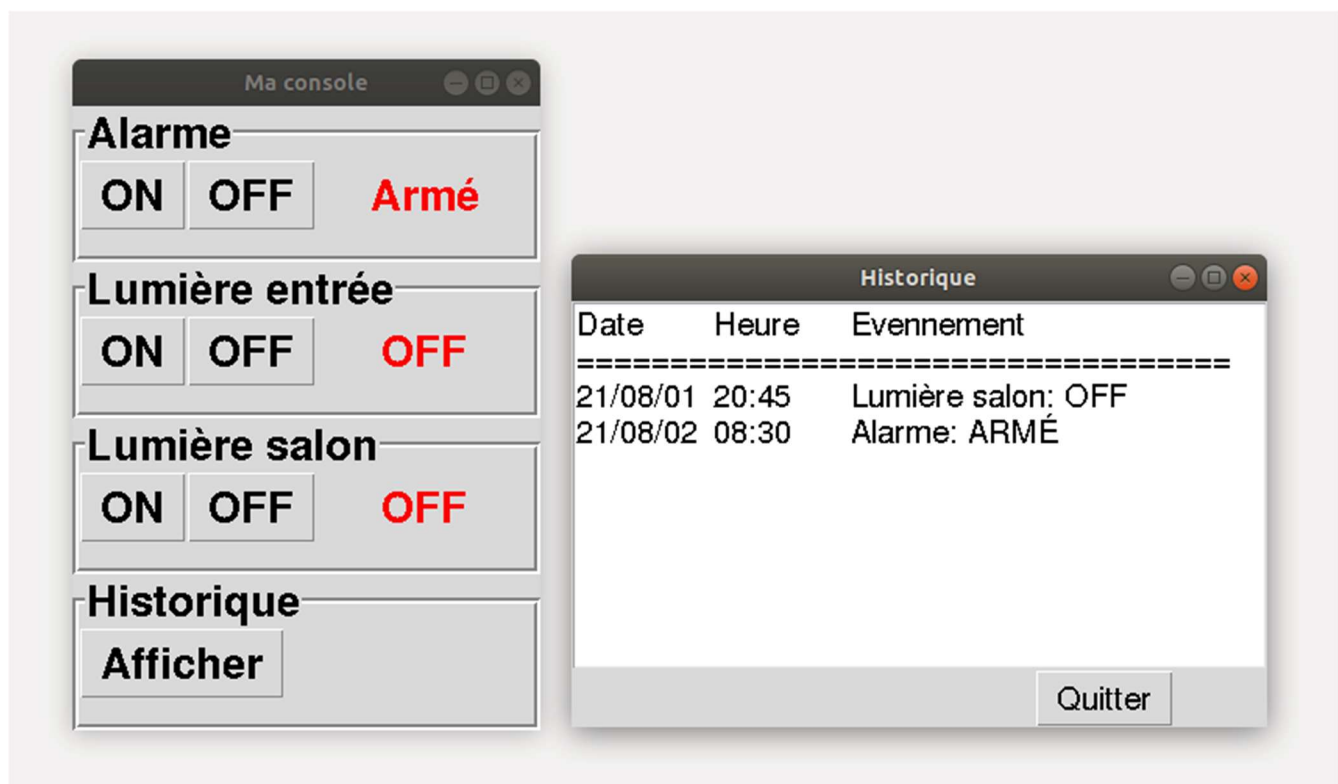 Ma console
Alarme
ON OFF Armé
Lumière entrée
ON OFF OFF
Lumière salon
ON OFF OFF
Historique
Afficher
Historique
Date Heure Evennement
===================================
21/08/01 20:45 Lumière salon: OFF
21/08/02 08:30 Alarme: ARMÉ
Quitter